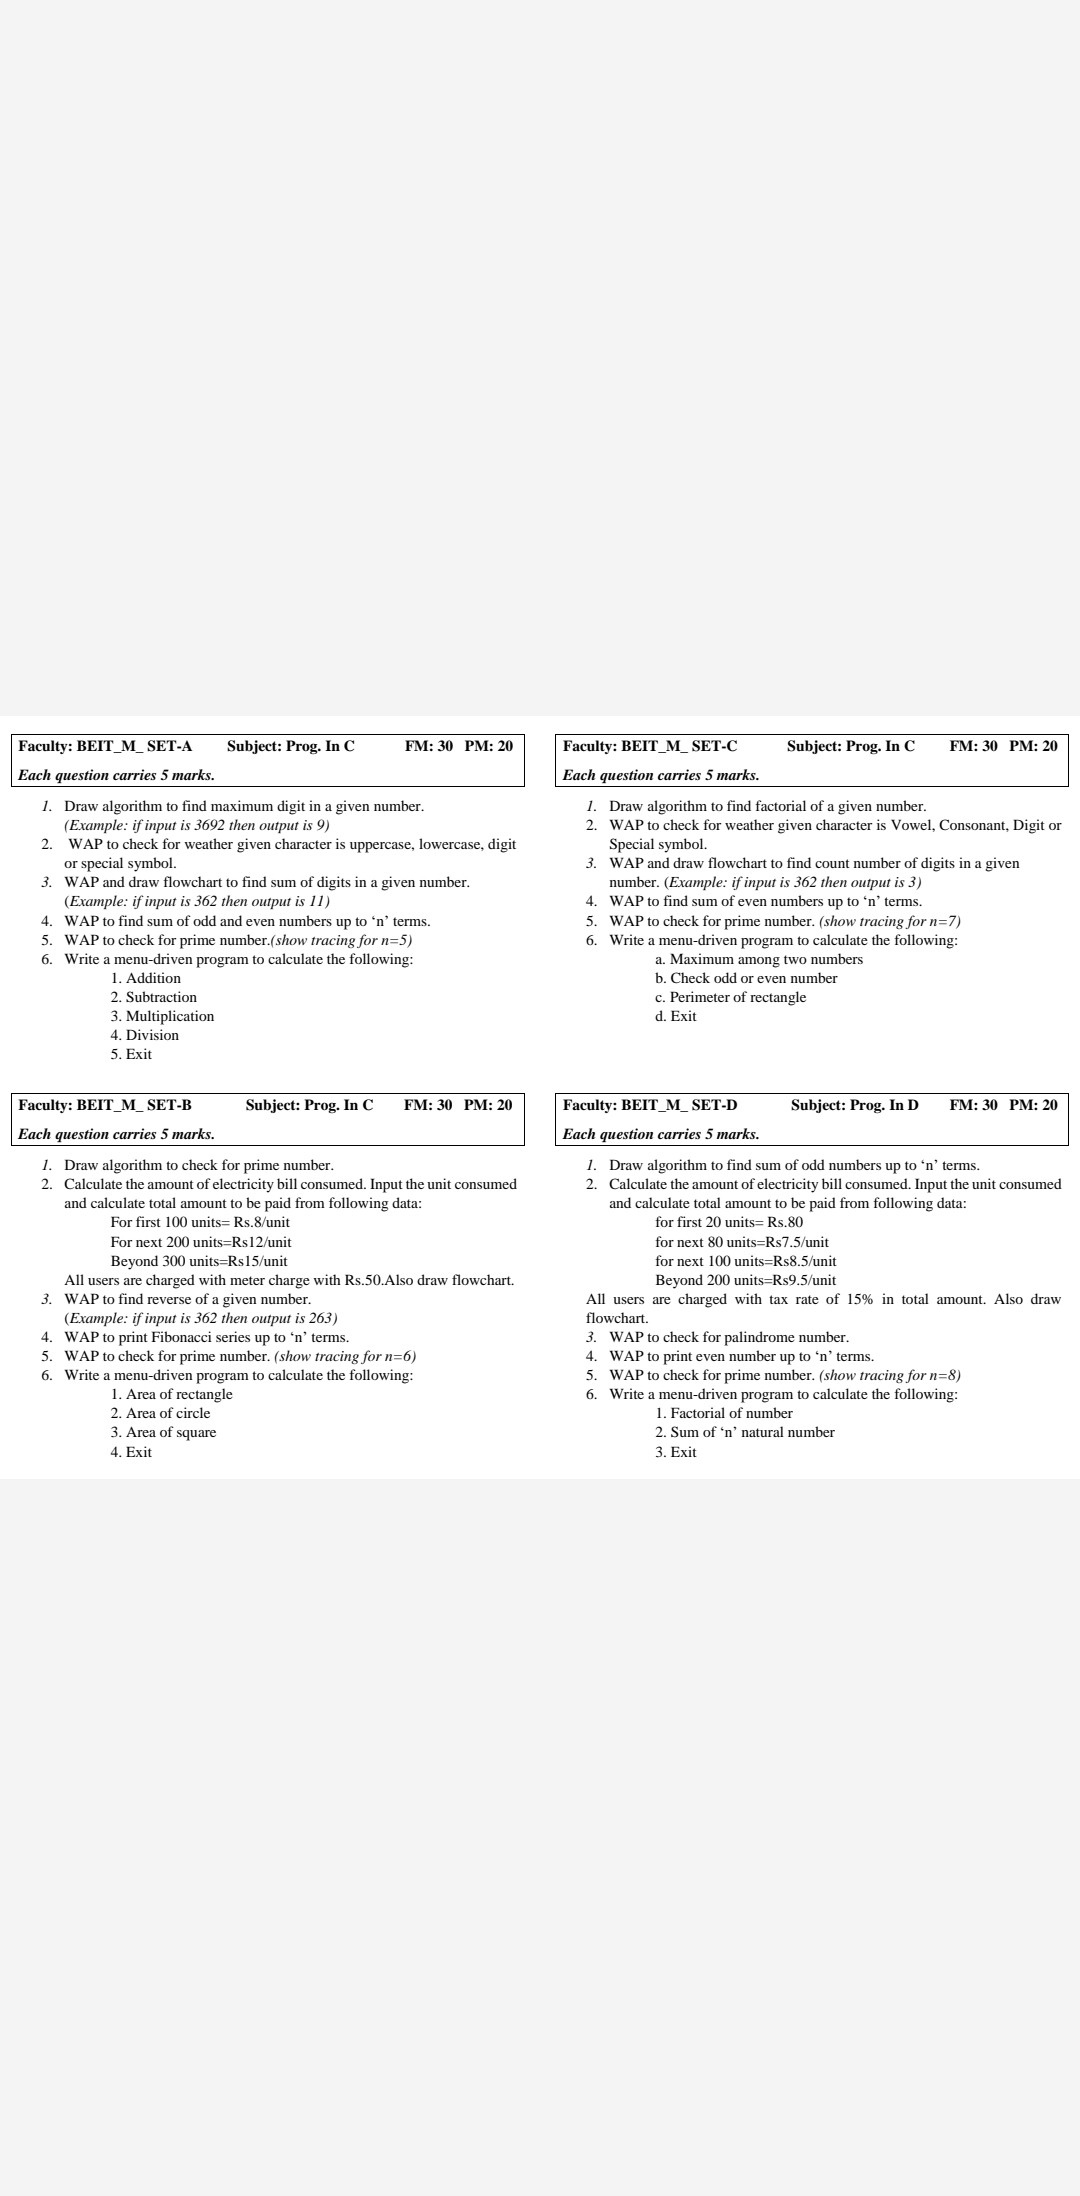 Faculty: BEIT_M_ SET-A Subject: Prog. In C FM: 30 PM: 20
Each question carries 5 marks.
1. Draw algorithm to find maximum digit in a given number.
(Example: if input is 3692 then output is 9)
2. WAP to check for weather given character is uppercase, lowercase, digit
or special symbol.
3. WAP and draw flowchart to find sum of digits in a given number.
(Example: if input is 362 then output is 11)
4. WAP to find sum of odd and even numbers up to ‘n’ terms.
5. WAP to check for prime number.(show tracing for n=5)
6. Write a menu-driven program to calculate the following:
1. Addition
2. Subtraction
3. Multiplication
4. Division
5. Exit
Faculty: BEIT_M_ SET-C Subject: Prog. In C FM: 30 PM: 20
Each question carries 5 marks.
1. Draw algorithm to find factorial of a given number.
2. WAP to check for weather given character is Vowel, Consonant, Digit or
Special symbol.
3. WAP and draw flowchart to find count number of digits in a given
number. (Example: if input is 362 then output is 3)
4. WAP to find sum of even numbers up to ‘n’ terms.
5. WAP to check for prime number. (show tracing for n=7)
6. Write a menu-driven program to calculate the following:
a. Maximum among two numbers
b. Check odd or even number
c. Perimeter of rectangle
d. Exit
Faculty: BEIT_M_ SET-B Subject: Prog. In C FM: 30 PM: 20
Each question carries 5 marks.
1. Draw algorithm to check for prime number.
2. Calculate the amount of electricity bill consumed. Input the unit consumed
and calculate total amount to be paid from following data:
For first 100 units= Rs.8/unit
For next 200 units=Rs12/unit
Beyond 300 units=Rs15/unit
All users are charged with meter charge with Rs.50.Also draw flowchart.
3. WAP to find reverse of a given number.
(Example: if input is 362 then output is 263)
4. WAP to print Fibonacci series up to ‘n’ terms.
5. WAP to check for prime number. (show tracing for n=6)
6. Write a menu-driven program to calculate the following:
1. Area of rectangle
2. Area of circle
3. Area of square
4. Exit
Faculty: BEIT_M_ SET-D Subject: Prog. In D FM: 30 PM: 20
Each question carries 5 marks.
1. Draw algorithm to find sum of odd numbers up to ‘n’ terms.
2. Calculate the amount of electricity bill consumed. Input the unit consumed
and calculate total amount to be paid from following data:
for first 20 units= Rs.80
for next 80 units=Rs7.5/unit
for next 100 units=Rs8.5/unit
Beyond 200 units=Rs9.5/unit
All users are charged with tax rate of 15% in total amount. Also draw
flowchart.
3. WAP to check for palindrome number.
4. WAP to print even number up to ‘n’ terms.
5. WAP to check for prime number. (show tracing for n=8)
6. Write a menu-driven program to calculate the following:
1. Factorial of number
2. Sum of ‘n’ natural number
3. Exit